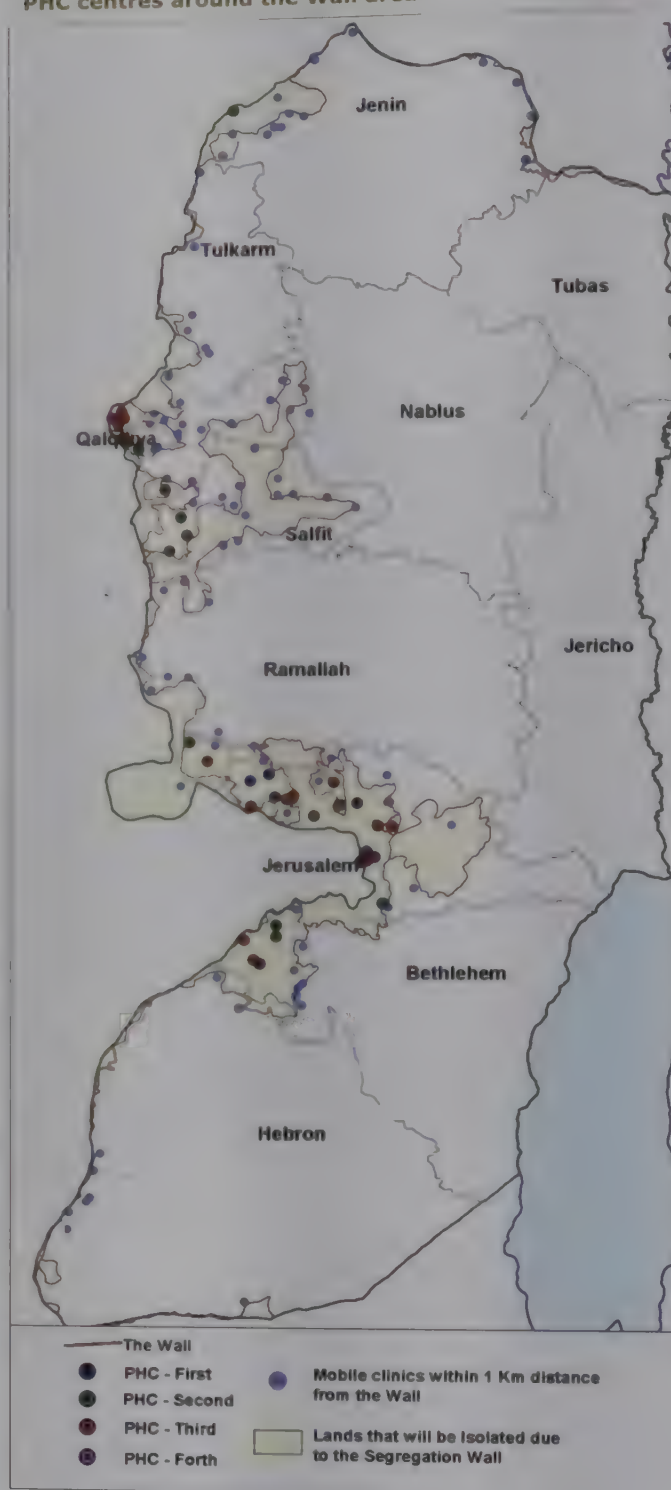 PHC centres around the Wall area
Jenin
Tulkarm
Tubas
Nablus
Qalqilya
Salfit
Jericho
Ramallah
Jerusalem
Bethlehem
Hebron
The Wall
PHC - First
PHC - Second
PHC - Third
PHC - Forth
Mobile clinics within 1 Km distance
from the Wall
Lands that will be Isolated due
to the Segregation Wall